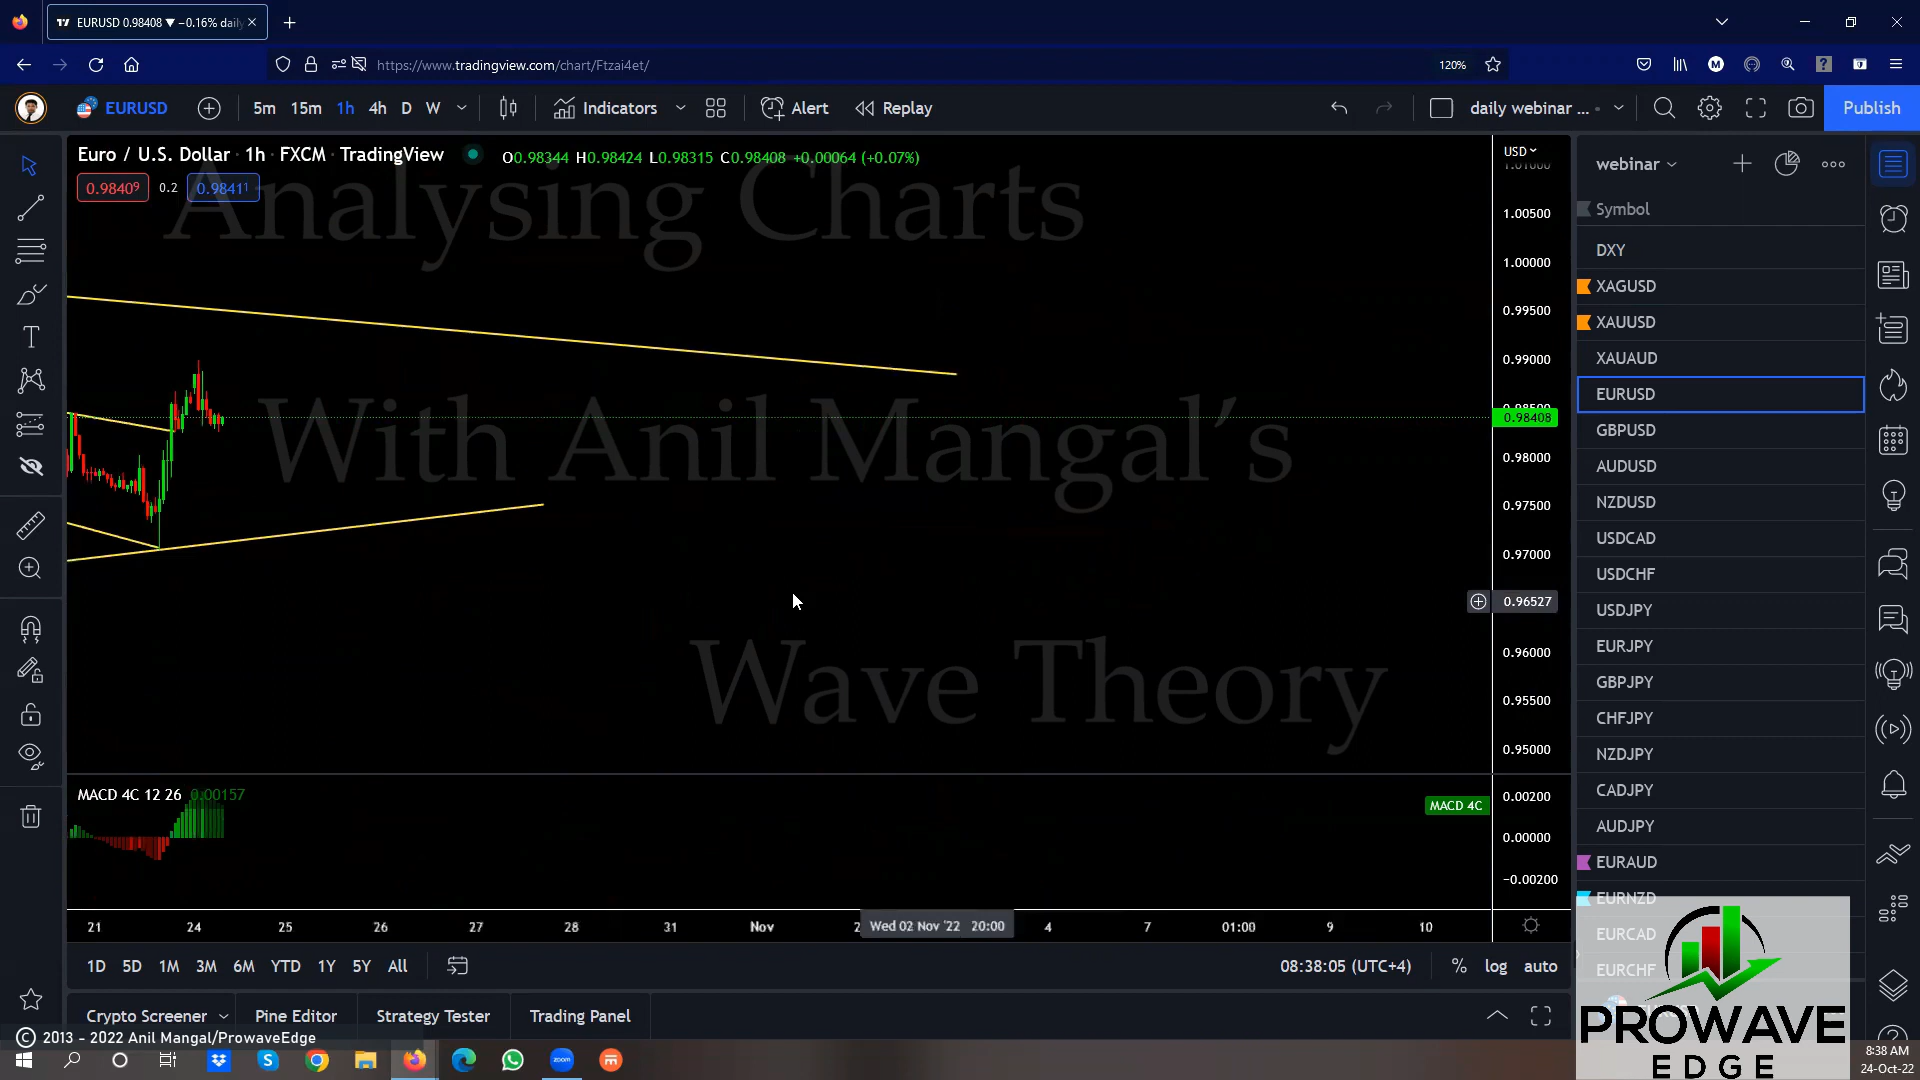 EURUSD 0.98408 ▼ −0.16% daily
120%
https://www.tradingview.com/chart/Ftzai4et/
EURUSD
5m 15m 1h 4h D W
Indicators
Alert
Replay
daily webinar ...
Publish
Euro / U.S. Dollar · 1h · FXCM · TradingView
O0.98344 H0.98424 L0.98315 C0.98408 +0.00064 (+0.07%)
0.98409 0.2 0.98411
Analysing Charts
With Anil Mangal's
Wave Theory
USD
1.01000
1.00500
1.00000
0.99500
0.99000
0.98500
0.98408
0.98000
0.97500
0.97000
0.96527
0.96000
0.95500
0.95000
MACD 4C 12 26 0.00157
MACD 4C
0.00200
0.00000
−0.00200
21 24 25 26 27 28 31 Nov 2 Wed 02 Nov '22 20:00 4 7 01:00 9 10
1D 5D 1M 3M 6M YTD 1Y 5Y All
08:38:05 (UTC+4)
% log auto
Crypto Screener Pine Editor Strategy Tester Trading Panel
webinar
Symbol
DXY
XAGUSD
XAUUSD
XAUAUD
EURUSD
GBPUSD
AUDUSD
NZDUSD
USDCAD
USDCHF
USDJPY
EURJPY
GBPJPY
CHFJPY
NZDJPY
CADJPY
AUDJPY
EURAUD
EURNZD
EURCAD
EURCHF
PROWAVE
EDGE
© 2013 - 2022 Anil Mangal/ProwaveEdge
zoom
8:38 AM
24-Oct-22